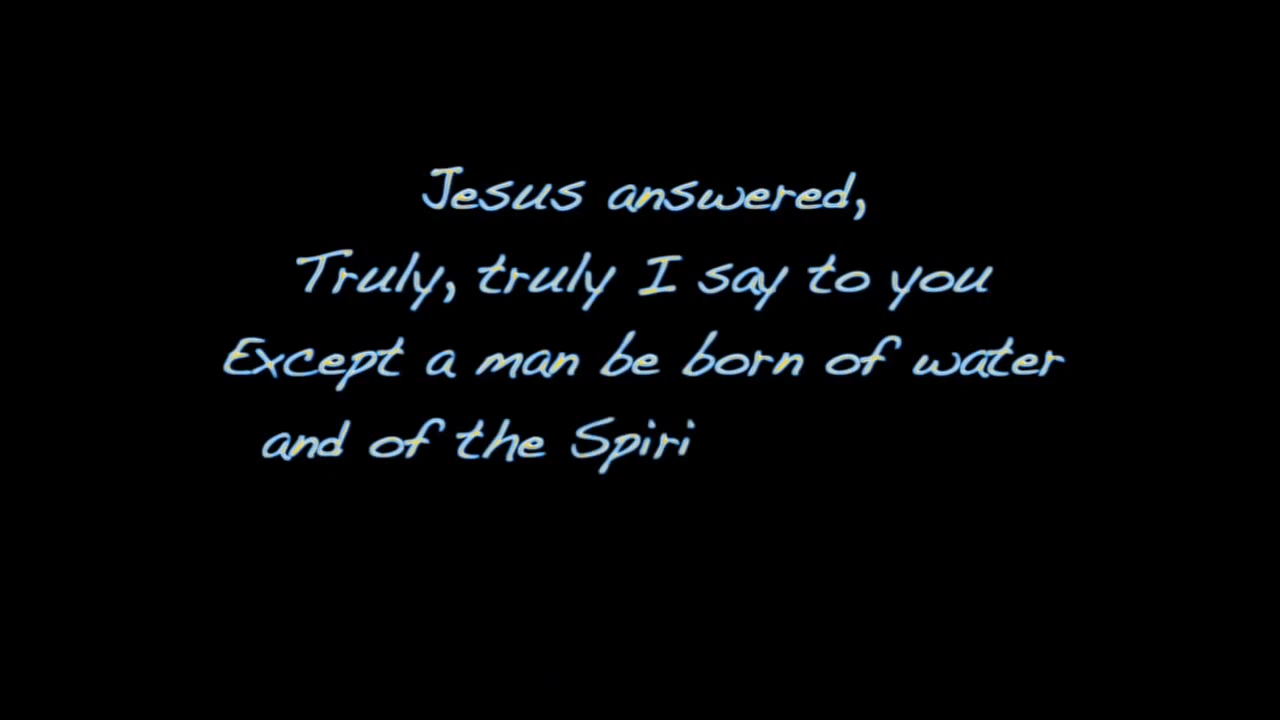 Jesus answered,
Truly, truly I say to you
Except a man be born of water
and of the Spiri